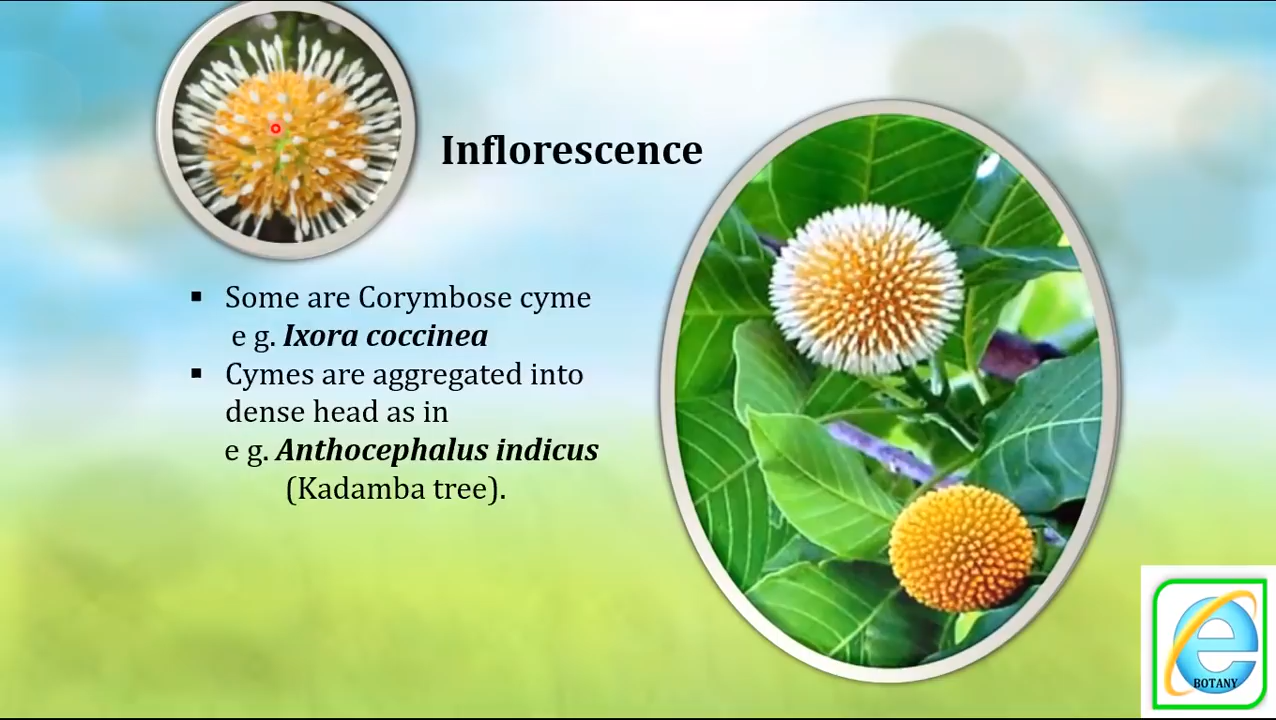 Inflorescence
▪ Some are Corymbose cyme
e g. Ixora coccinea
▪ Cymes are aggregated into
dense head as in
e g. Anthocephalus indicus
(Kadamba tree).
e
BOTANY